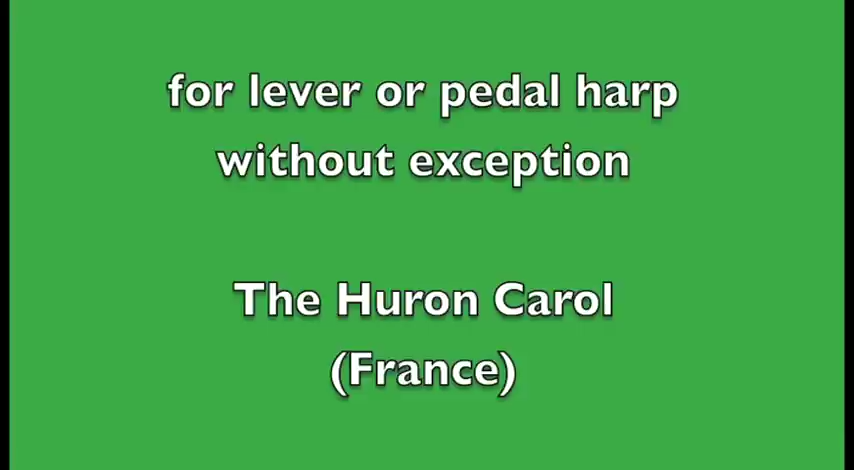 for lever or pedal harp
without exception
The Huron Carol
(France)